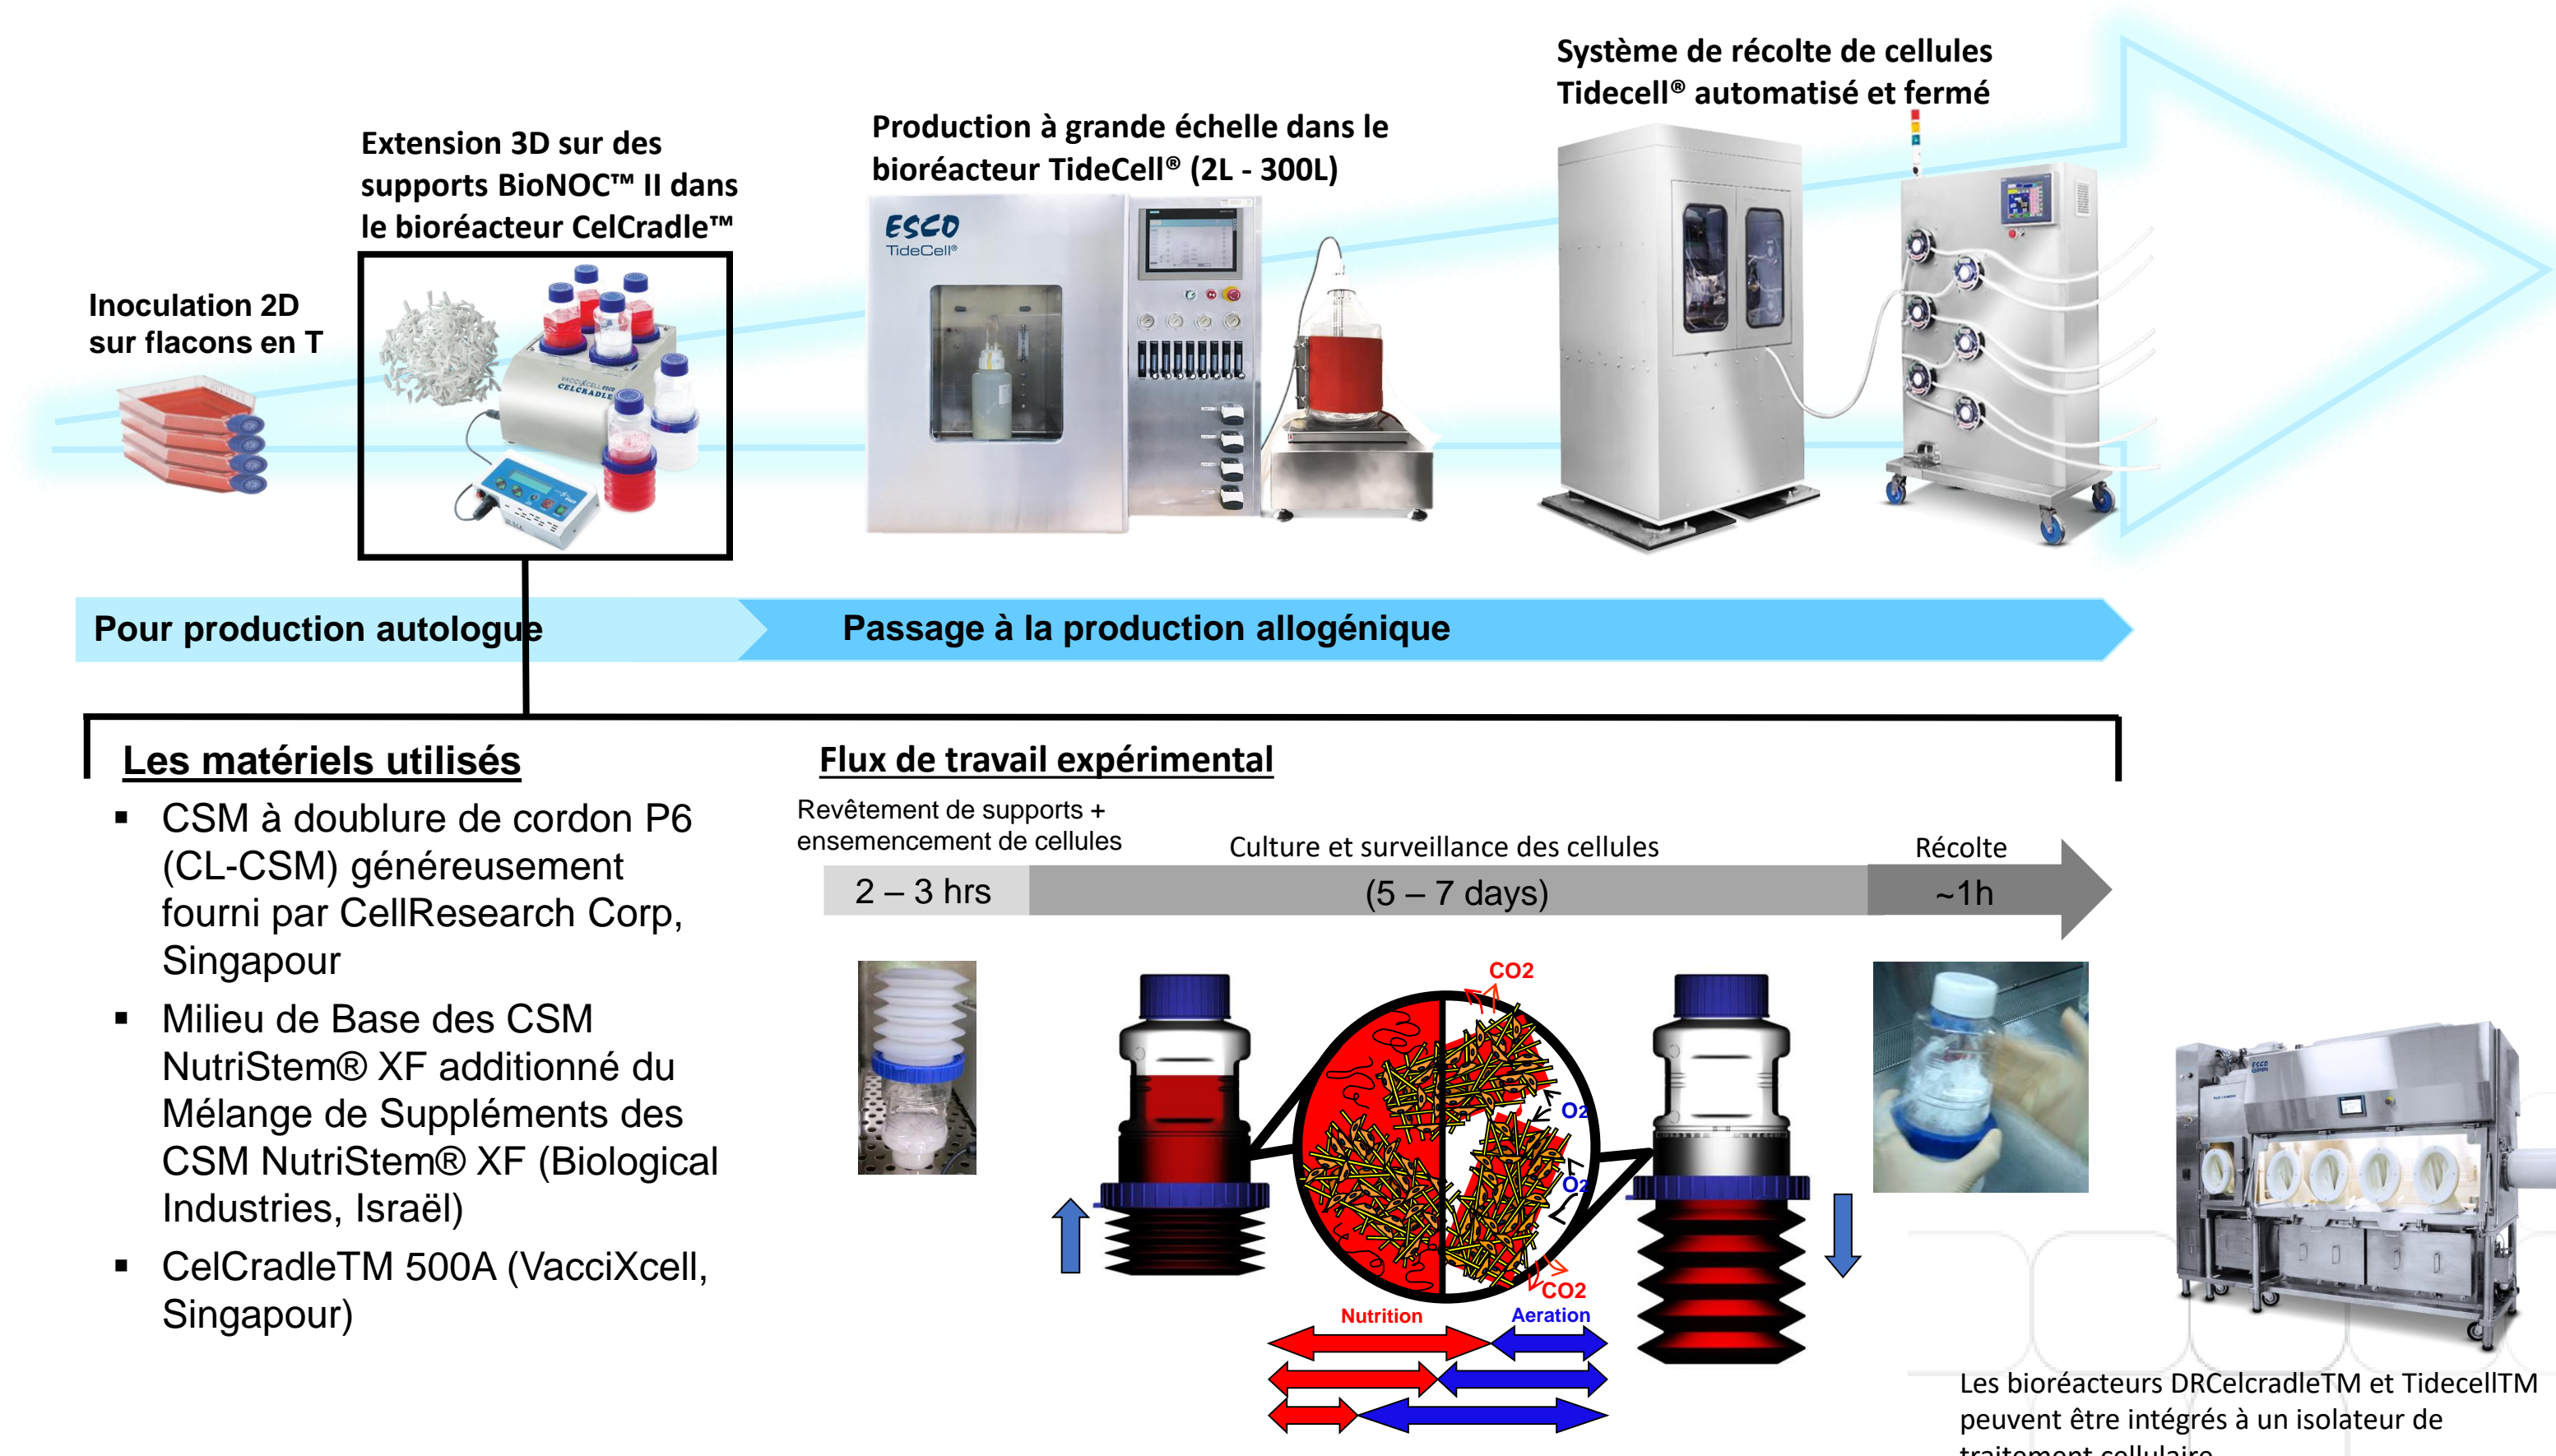 Système de récolte de cellules
Tidecell® automatisé et fermé
Production à grande échelle dans le
bioréacteur TideCell® (2L - 300L)
Extension 3D sur des
supports BioNOC™ II dans
le bioréacteur CelCradle™
Inoculation 2D
sur flacons en T
ESCO
TideCell®
VACCIXCELL ESCO
CELCRADLE
Pour production autologue
Passage à la production allogénique
Les matériels utilisés
▪ CSM à doublure de cordon P6
(CL-CSM) généreusement
fourni par CellResearch Corp,
Singapour
▪ Milieu de Base des CSM
NutriStem® XF additionné du
Mélange de Suppléments des
CSM NutriStem® XF (Biological
Industries, Israël)
▪ CelCradleTM 500A (VacciXcell,
Singapour)
Flux de travail expérimental
Revêtement de supports +
ensemencement de cellules
Culture et surveillance des cellules
Récolte
2 – 3 hrs
(5 – 7 days)
~1h
CO2
O2
O2
CO2
Nutrition
Aeration
ESCO
Les bioréacteurs DRCelcradleTM et TidecellTM
peuvent être intégrés à un isolateur de
traitement cellulaire